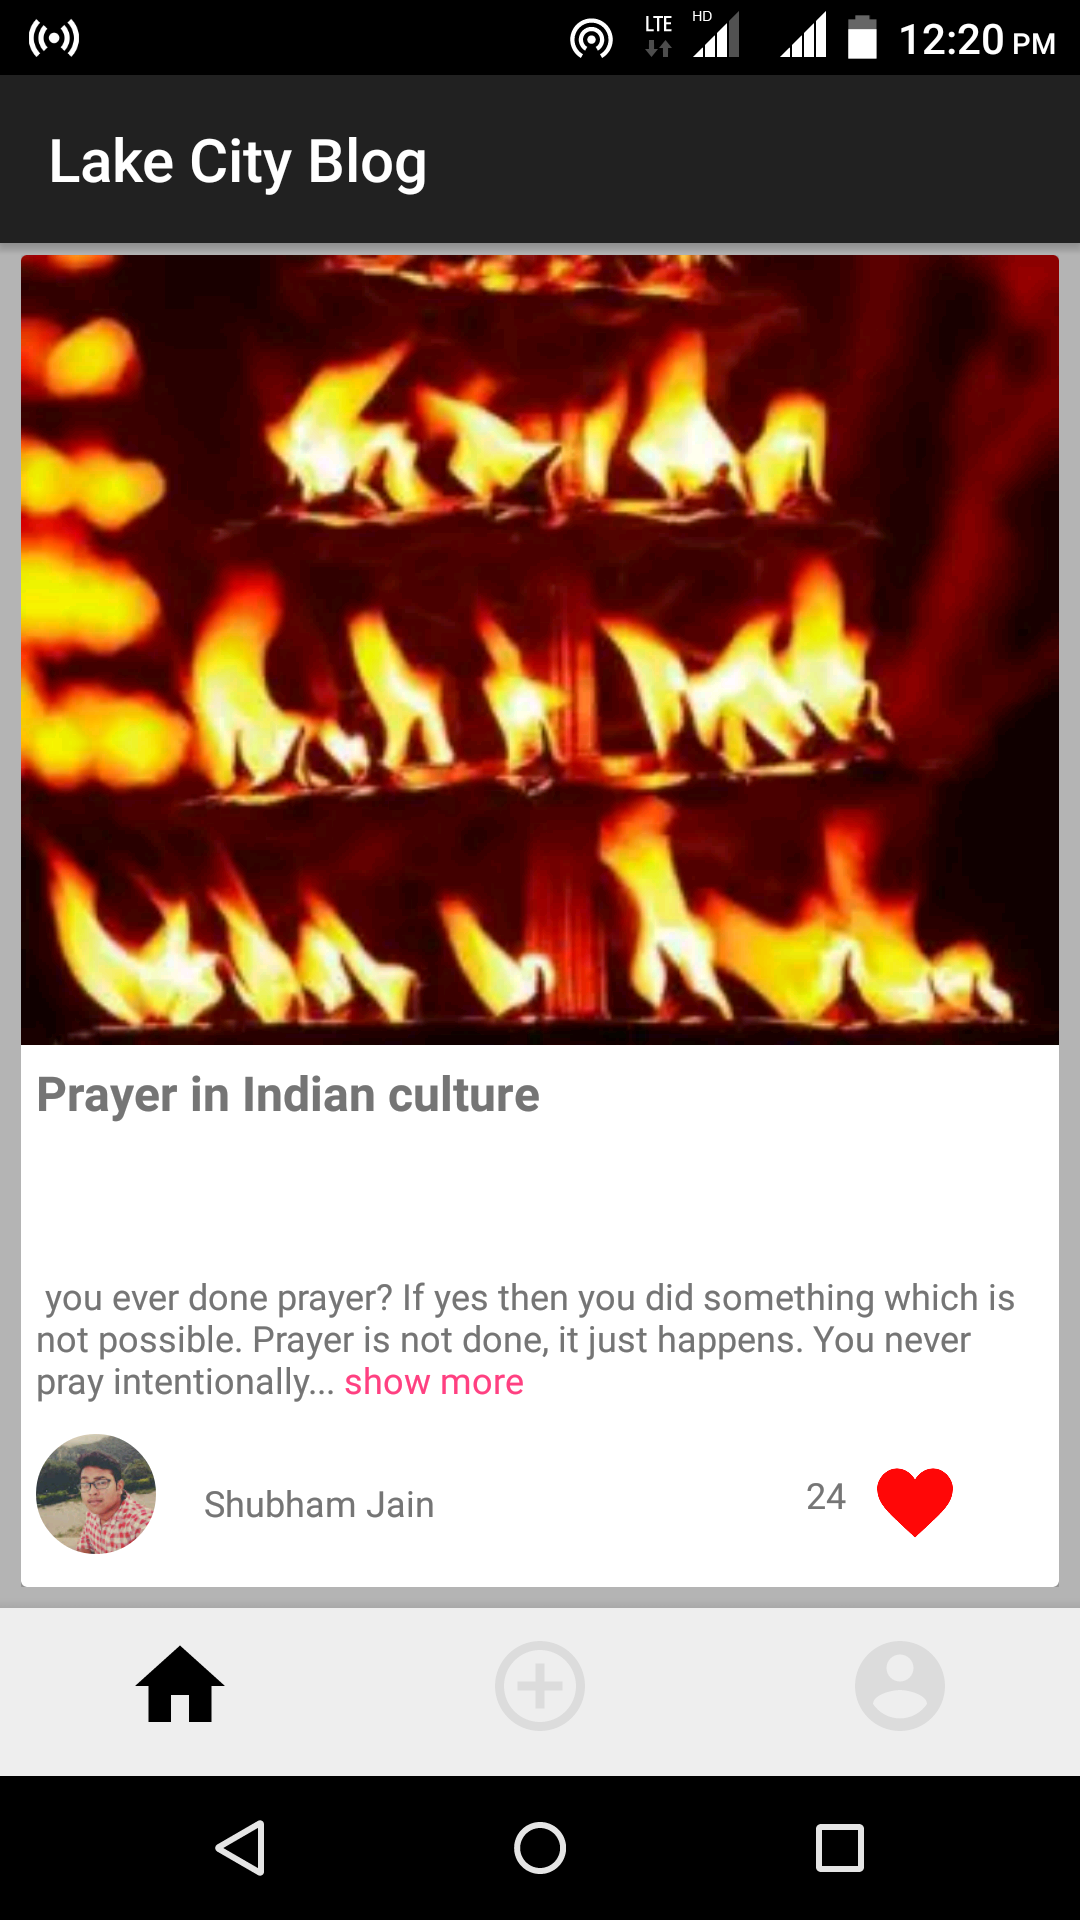 LTE
HD
12:20 PM
Lake City Blog
Prayer in Indian culture
you ever done prayer? If yes then you did something which is
not possible. Prayer is not done, it just happens. You never
pray intentionally... show more
Shubham Jain
24